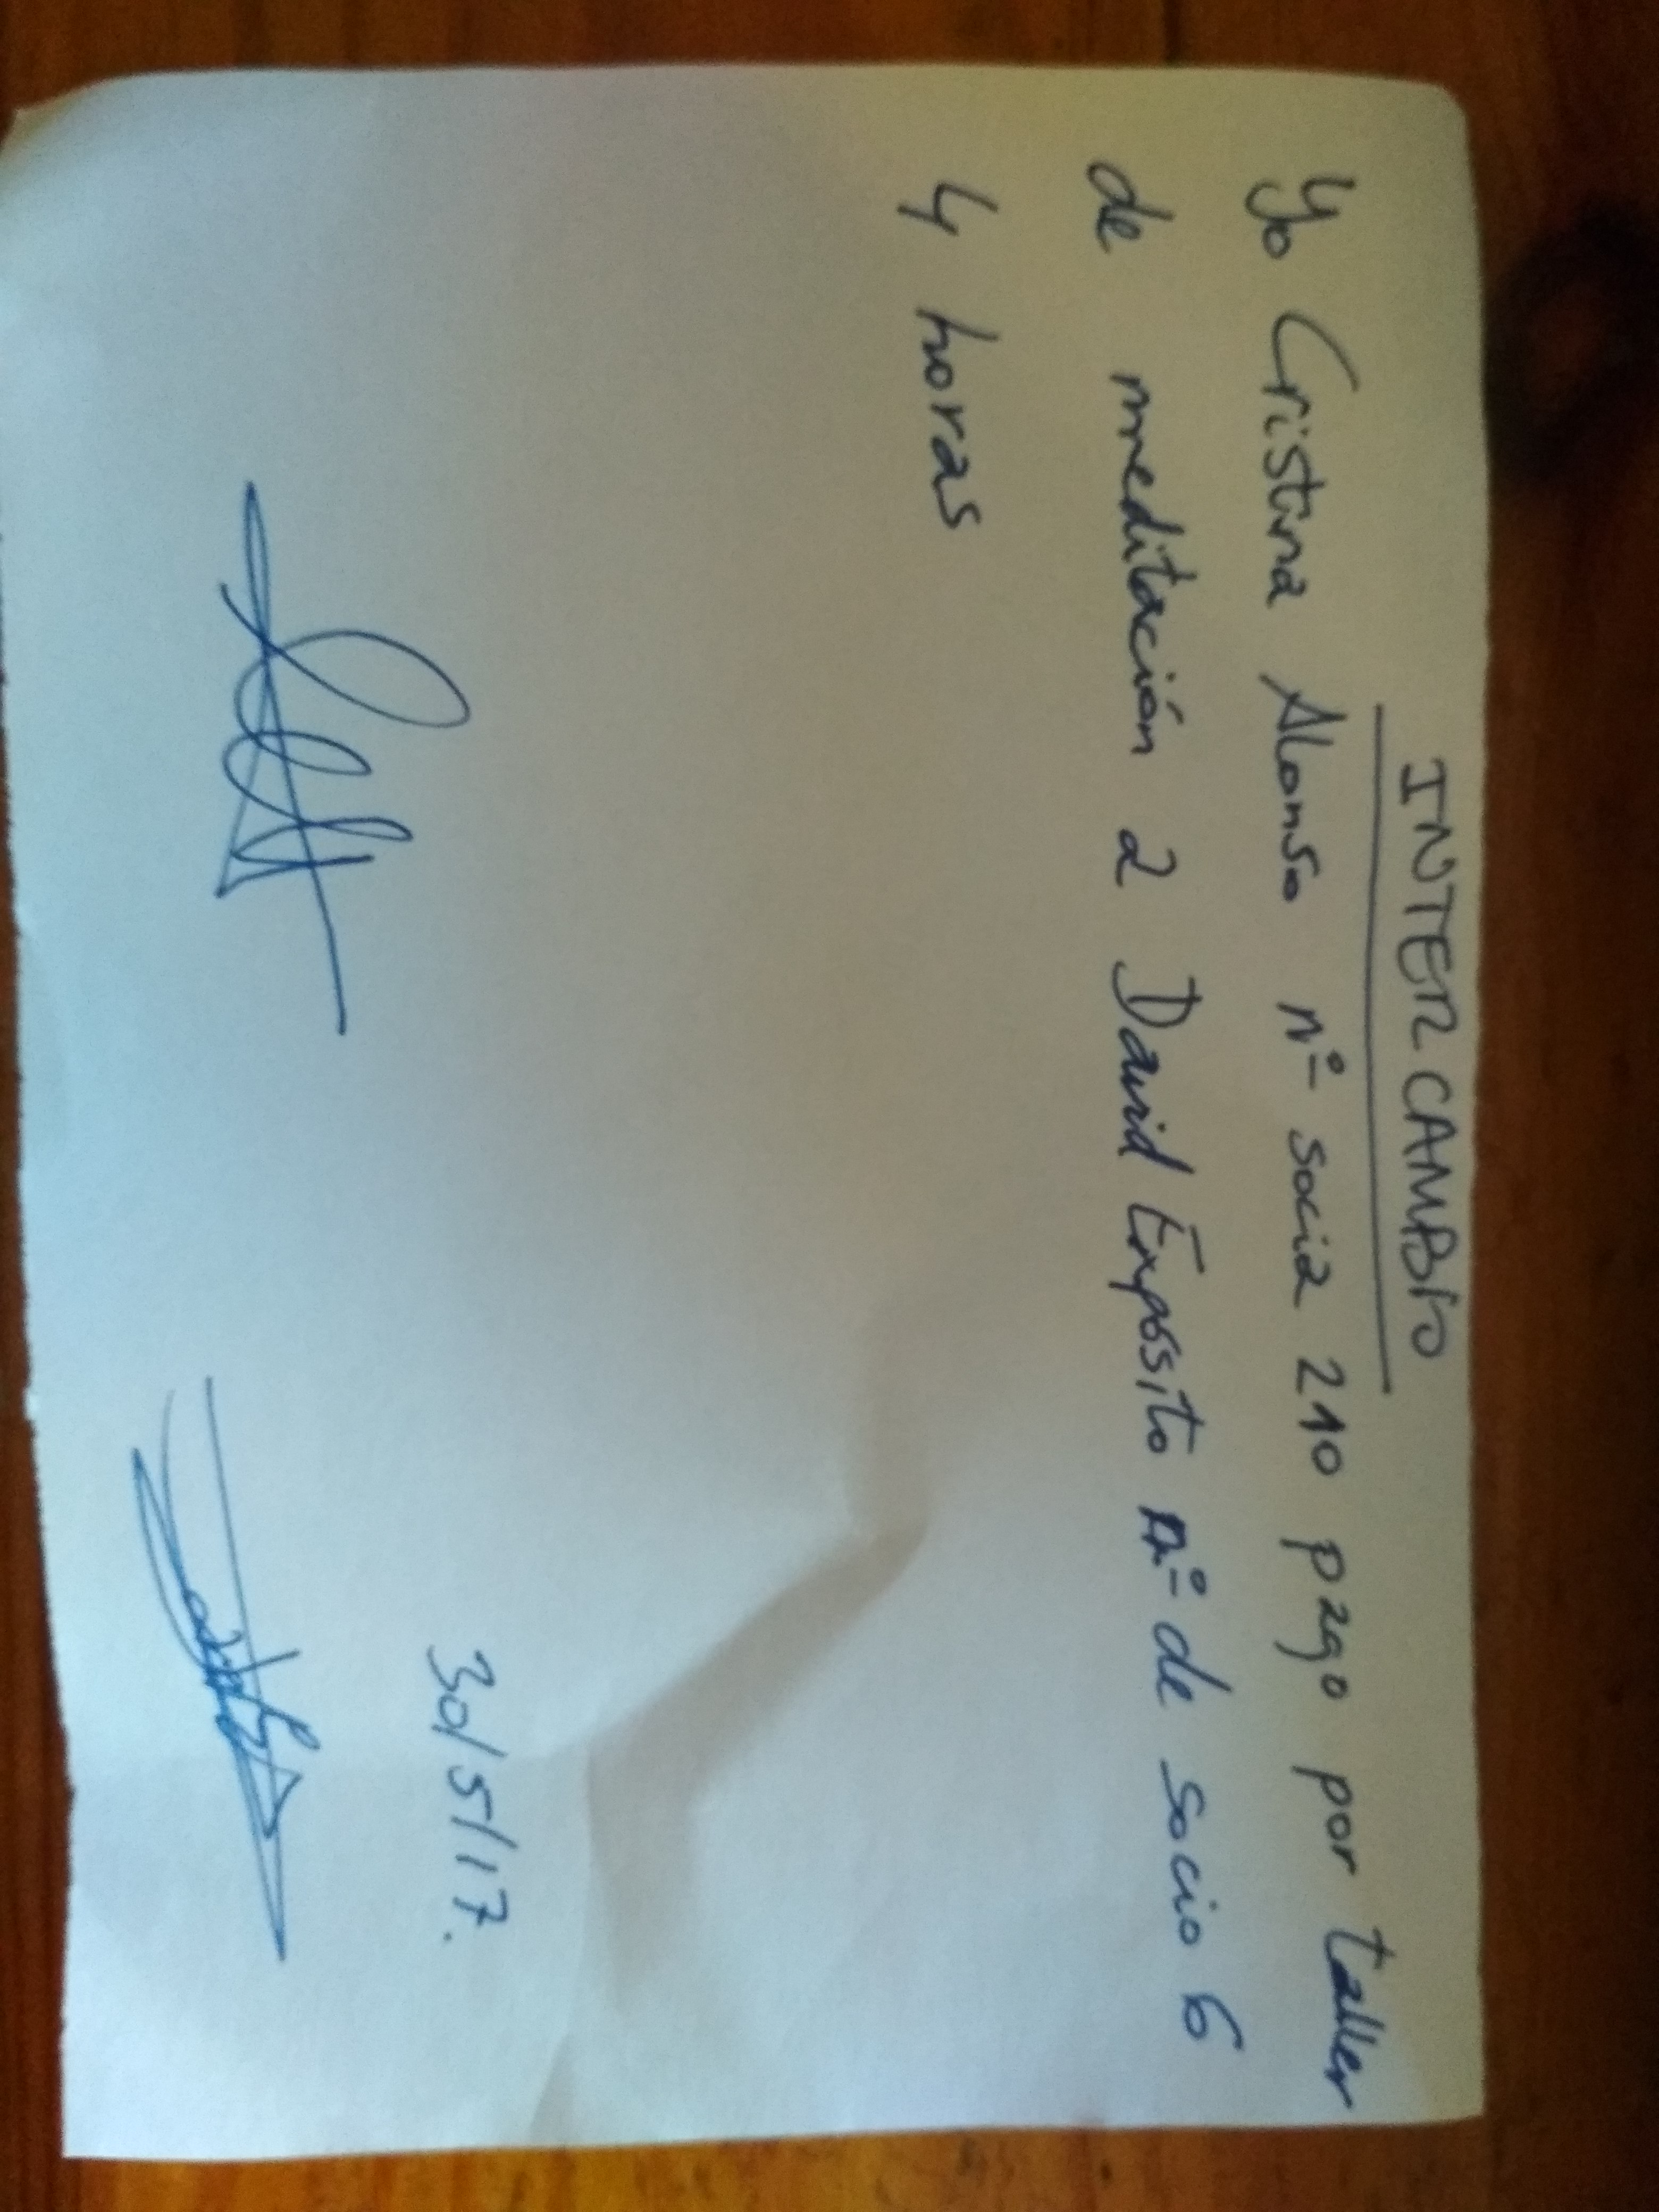 INTERCAMBIO
Yo Cristina Alonso nº socia 210 pago por taller
de meditación a David Expósito nº de socio 6
4 horas
30/5/17.